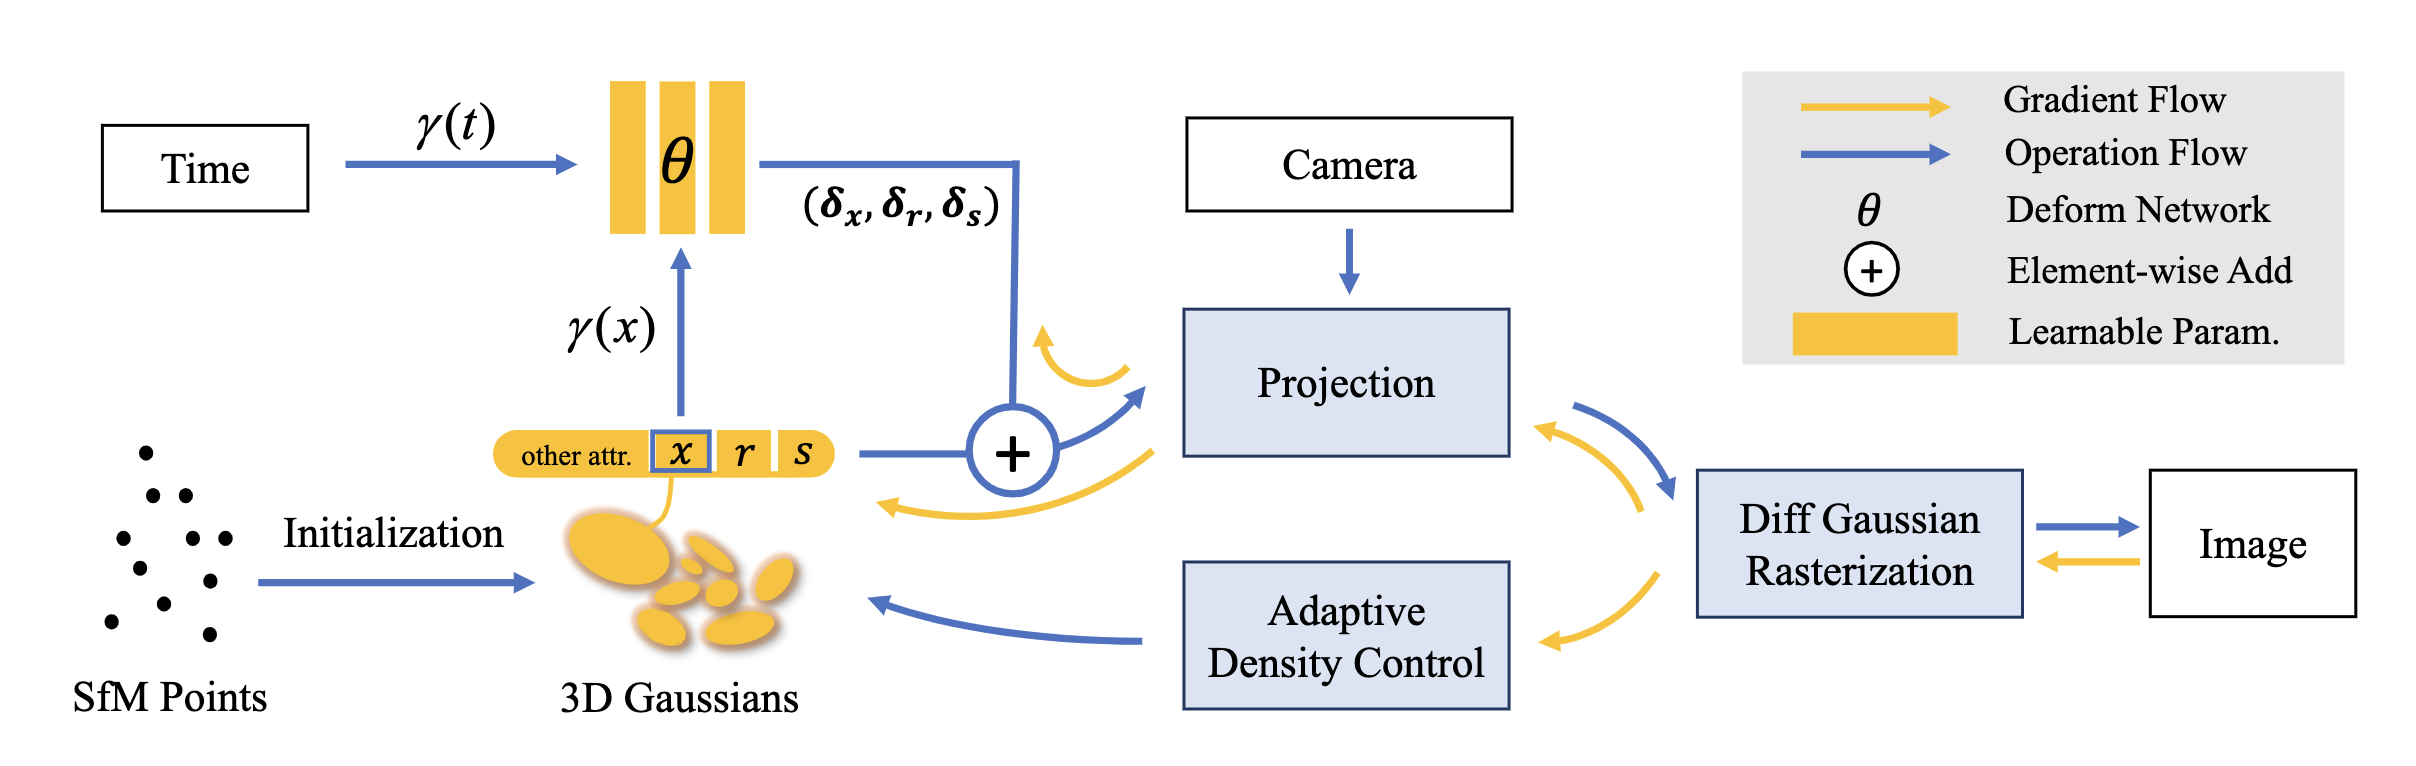 Time
γ(t)
θ
(δx, δr, δs)
Camera
Gradient Flow
Operation Flow
θ
Deform Network
+
Element-wise Add
Learnable Param.
γ(x)
Projection
other attr.
x
r
s
+
Initialization
SfM Points
3D Gaussians
Adaptive
Density Control
Diff Gaussian
Rasterization
Image